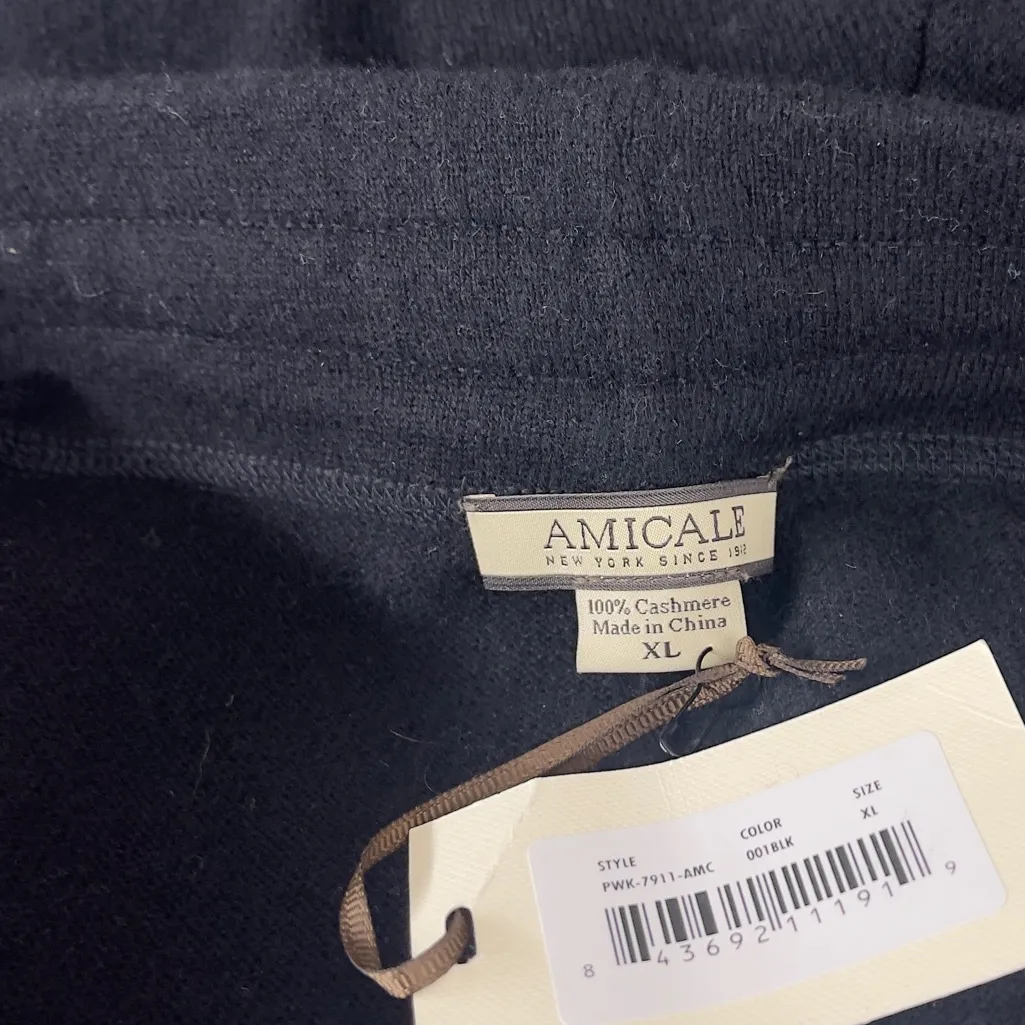 AMICALE
NEW YORK SINCE 1912
100% Cashmere
Made in China
XL
STYLE COLOR SIZE
PWK-7911-AMC 001BLK XL
8 43692 11191 9